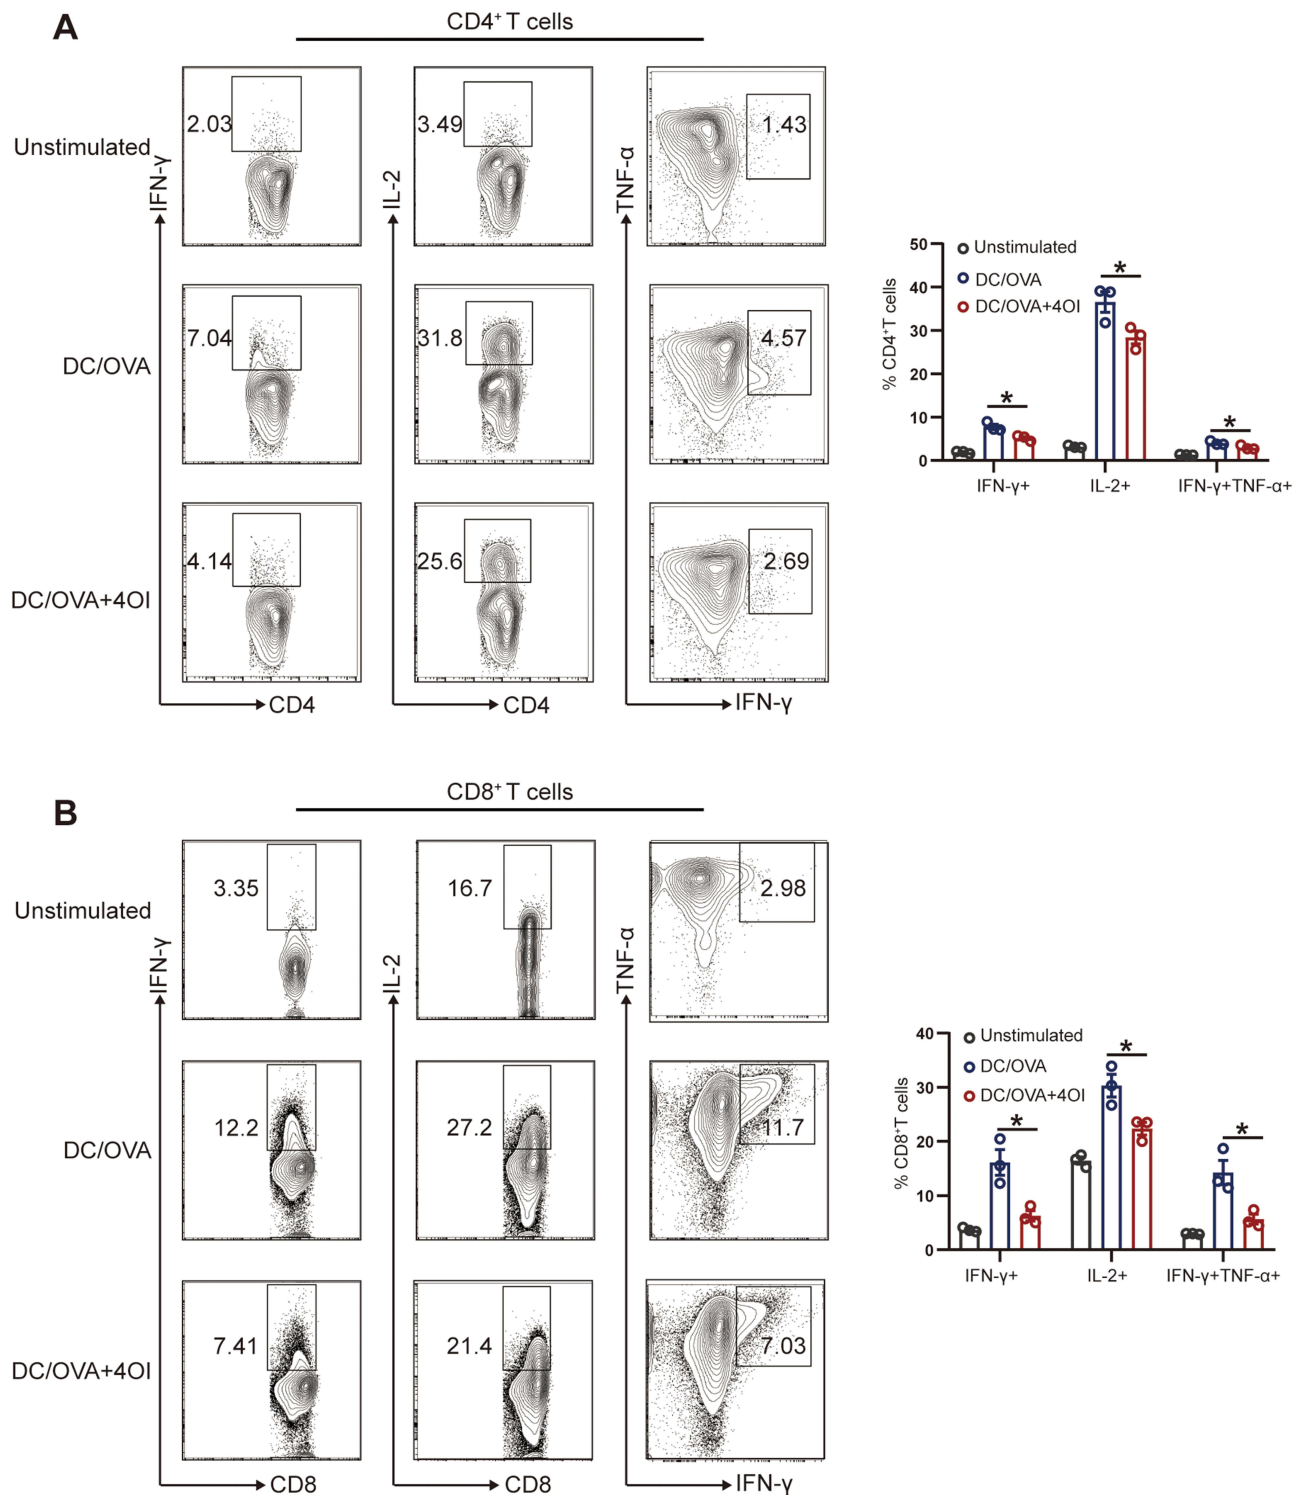 A
CD4⁺ T cells
Unstimulated
IFN-γ
2.03
IL-2
3.49
TNF-α
1.43
DC/OVA
7.04
31.8
4.57
DC/OVA+4OI
4.14
25.6
2.69
CD4
CD4
IFN-γ
% CD4⁺T cells
50
40
30
20
10
0
Unstimulated
DC/OVA
DC/OVA+4OI
*
*
*
IFN-γ+
IL-2+
IFN-γ+TNF-α+
B
CD8⁺ T cells
Unstimulated
IFN-γ
3.35
IL-2
16.7
TNF-α
2.98
DC/OVA
12.2
27.2
11.7
DC/OVA+4OI
7.41
21.4
7.03
CD8
CD8
IFN-γ
% CD8⁺T cells
40
30
20
10
0
Unstimulated
DC/OVA
DC/OVA+4OI
*
*
*
IFN-γ+
IL-2+
IFN-γ+TNF-α+